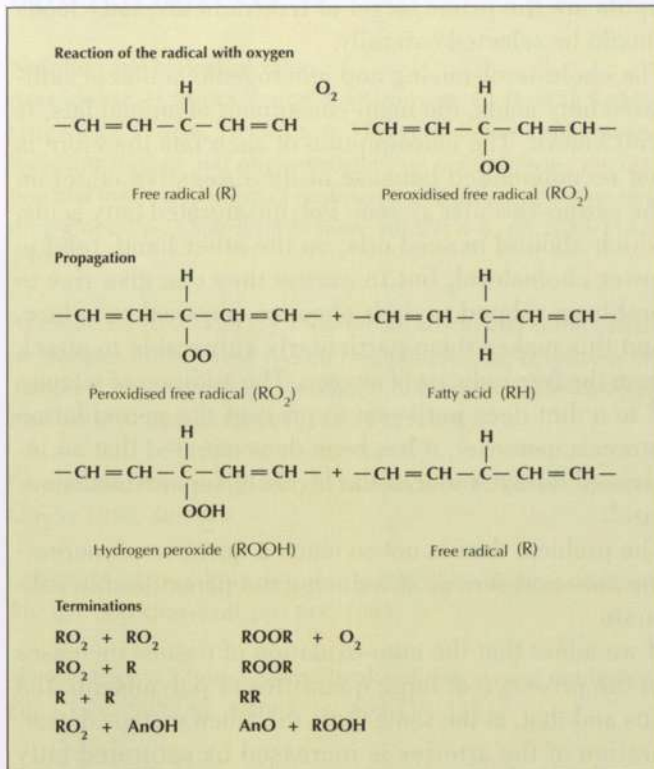 Reaction of the radical with oxygen
H
O2
H
— CH = CH — C — CH = CH —
— CH = CH — C — CH = CH —
OO
Free radical (R)
Peroxidised free radical (RO2)
Propagation
H
H
— CH = CH — C — CH = CH — + — CH = CH — C — CH = CH —
OO
H
Peroxidised free radical (RO2)
Fatty acid (RH)
H
H
— CH = CH — C — CH = CH — + — CH = CH — C — CH = CH —
OOH
Hydrogen peroxide (ROOH)
Free radical (R)
Terminations
RO2 + RO2 ROOR + O2
RO2 + R ROOR
R + R RR
RO2 + AnOH AnO + ROOH